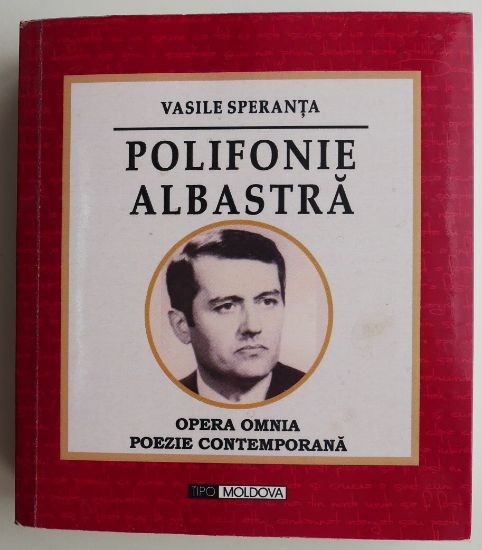 VASILE SPERANȚA
POLIFONIE
ALBASTRĂ
OPERA OMNIA
POEZIE CONTEMPORANĂ
TIPO MOLDOVA